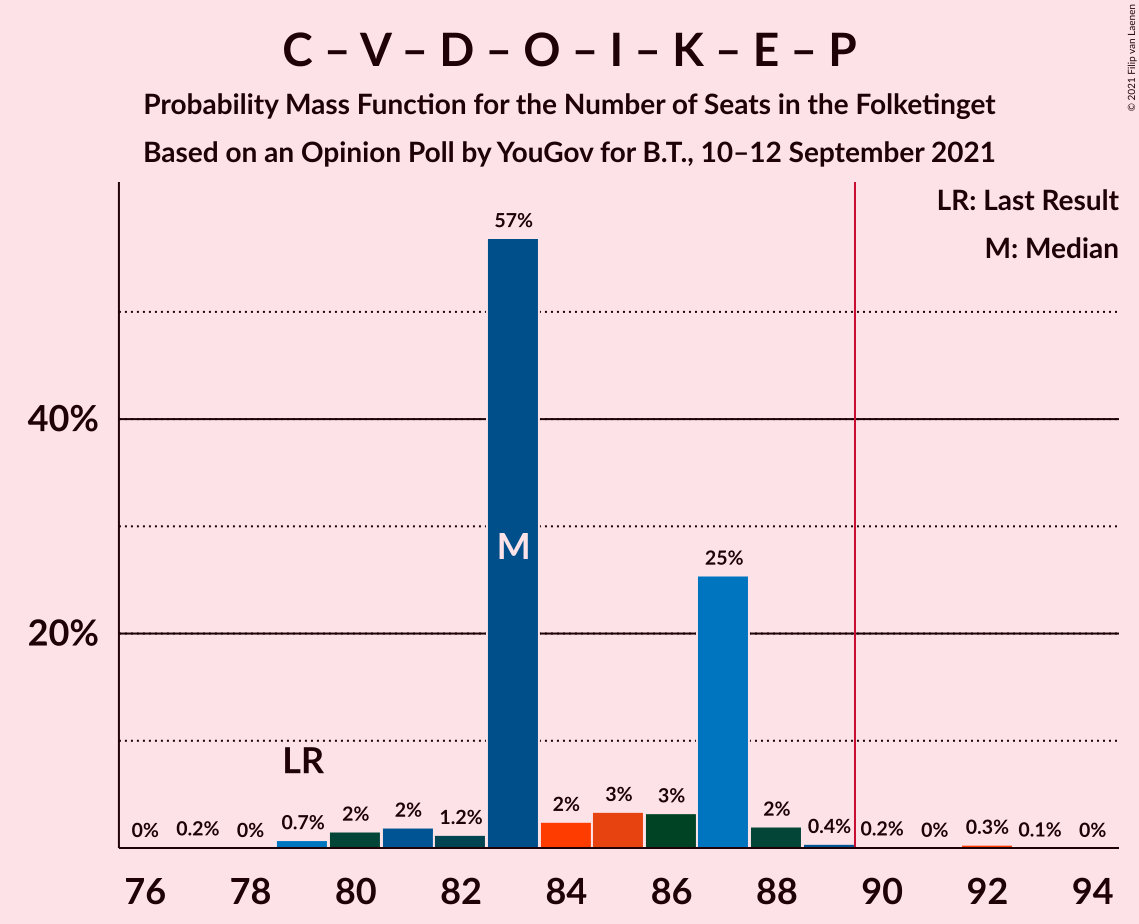 C – V – D – O – I – K – E – P
Probability Mass Function for the Number of Seats in the Folketinget
Based on an Opinion Poll by YouGov for B.T., 10–12 September 2021
© 2021 Filip van Laenen
LR: Last Result
M: Median
57%
40%
M
25%
20%
LR
0%
0.2%
0%
0.7%
2%
2%
1.2%
2%
3%
3%
2%
0.4%
0.2%
0%
0.3%
0.1%
0%
76 78 80 82 84 86 88 90 92 94